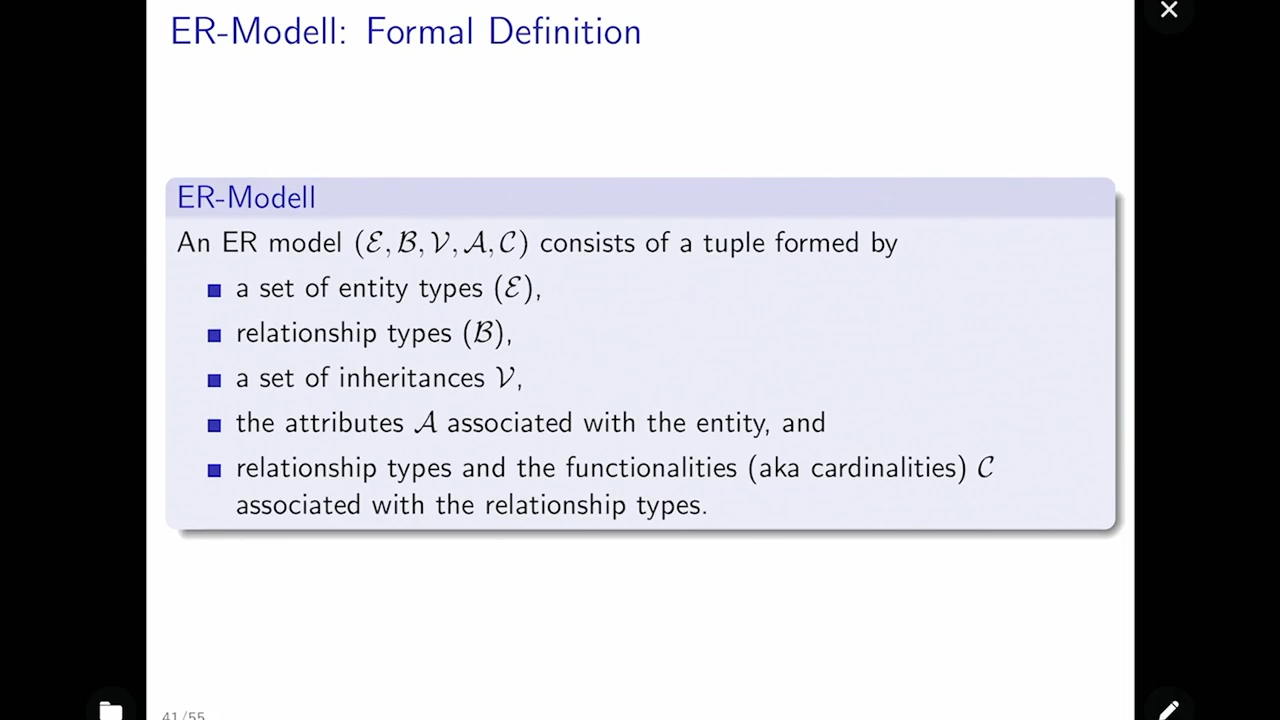 ER-Modell: Formal Definition
ER-Modell
An ER model (ℰ, ℬ, 𝒱, 𝒜, 𝒞) consists of a tuple formed by
a set of entity types (ℰ),
relationship types (ℬ),
a set of inheritances 𝒱,
the attributes 𝒜 associated with the entity, and
relationship types and the functionalities (aka cardinalities) 𝒞
associated with the relationship types.
41/55